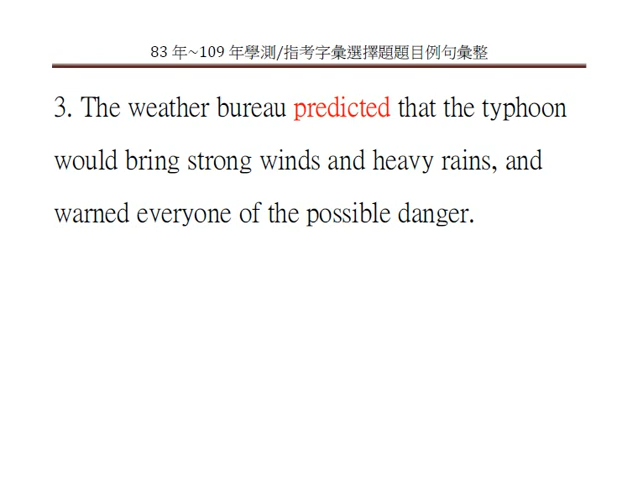 83 年~109 年學測/指考字彙選擇題題目例句彙整
3. The weather bureau predicted that the typhoon
would bring strong winds and heavy rains, and
warned everyone of the possible danger.